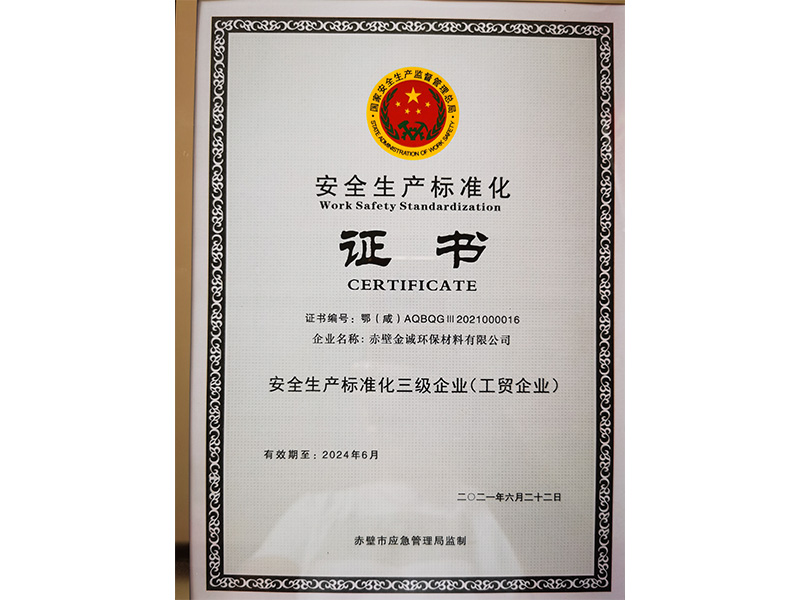 国家安全生产监督管理总局
STATE ADMINISTRATION OF WORK SAFETY
安全生产标准化
Work Safety Standardization
证书
CERTIFICATE
证书编号：鄂（咸）AQBQGⅢ2021000016
企业名称：赤壁金诚环保材料有限公司
安全生产标准化三级企业（工贸企业）
有效期至：2024年6月
二〇二一年六月二十二日
赤壁市应急管理局监制